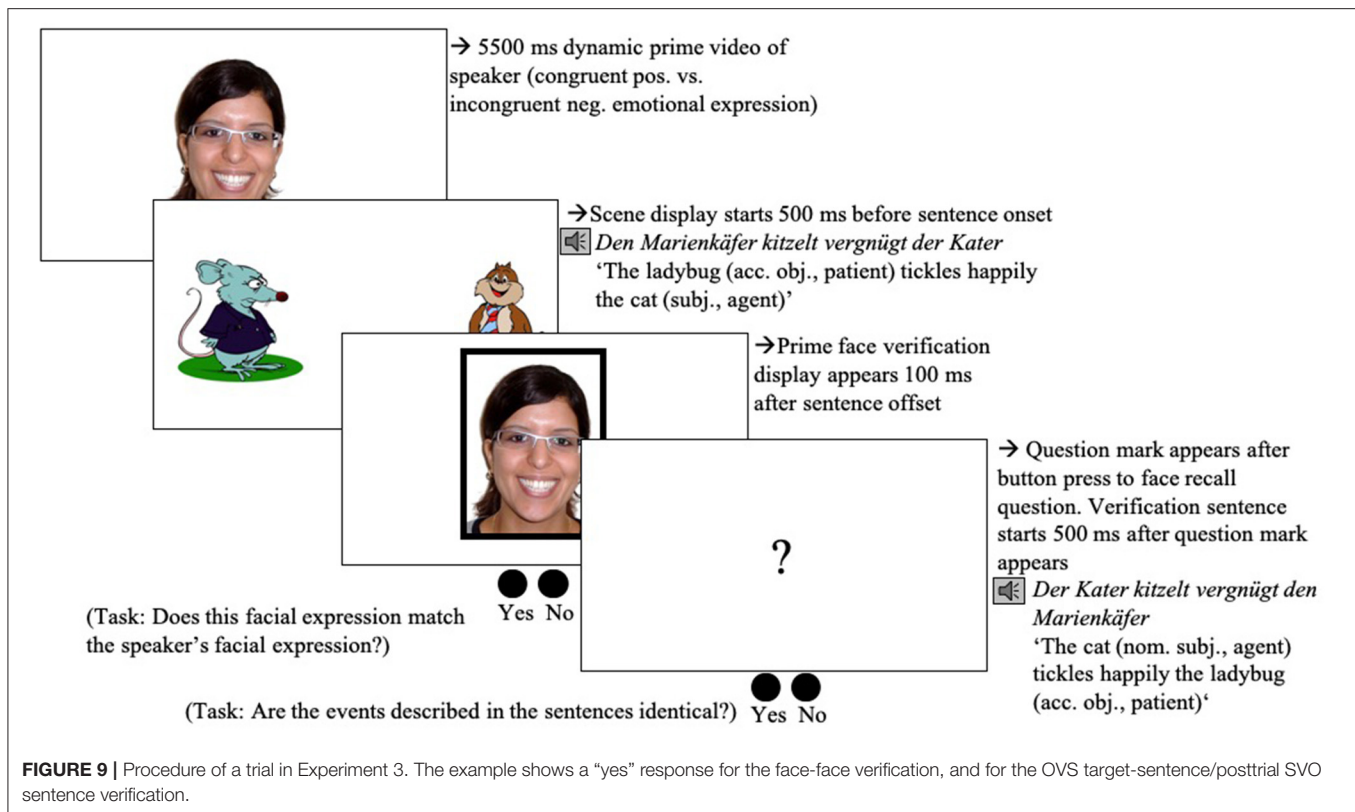 → 5500 ms dynamic prime video of
speaker (congruent pos. vs.
incongruent neg. emotional expression)
→Scene display starts 500 ms before sentence onset
Den Marienkäfer kitzelt vergnügt der Kater
‘The ladybug (acc. obj., patient) tickles happily
the cat (subj., agent)’
→Prime face verification
display appears 100 ms
after sentence offset
Yes No
(Task: Does this facial expression match
the speaker’s facial expression?)
?
→ Question mark appears after
button press to face recall
question. Verification sentence
starts 500 ms after question mark
appears
Der Kater kitzelt vergnügt den
Marienkäfer
‘The cat (nom. subj., agent)
tickles happily the ladybug
(acc. obj., patient)‘
(Task: Are the events described in the sentences identical?) Yes No
FIGURE 9 | Procedure of a trial in Experiment 3. The example shows a “yes” response for the face-face verification, and for the OVS target-sentence/posttrial SVO
sentence verification.